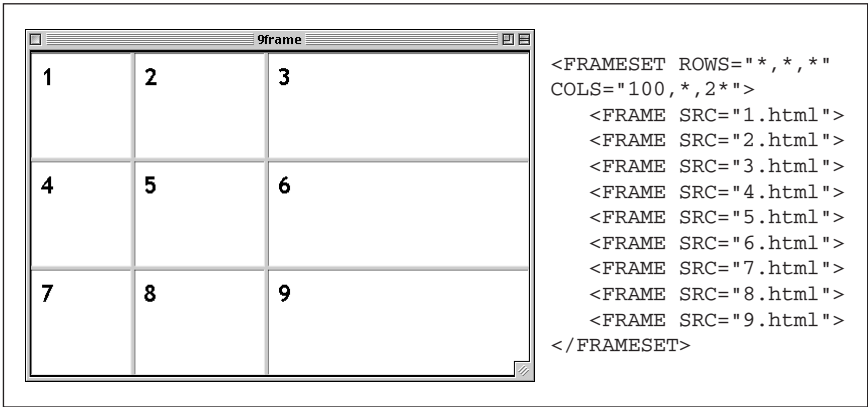 9frame
1 2 3
4 5 6
7 8 9
<FRAMESET ROWS="*,*,*"
COLS="100,*,2*">
<FRAME SRC="1.html">
<FRAME SRC="2.html">
<FRAME SRC="3.html">
<FRAME SRC="4.html">
<FRAME SRC="5.html">
<FRAME SRC="6.html">
<FRAME SRC="7.html">
<FRAME SRC="8.html">
<FRAME SRC="9.html">
</FRAMESET>